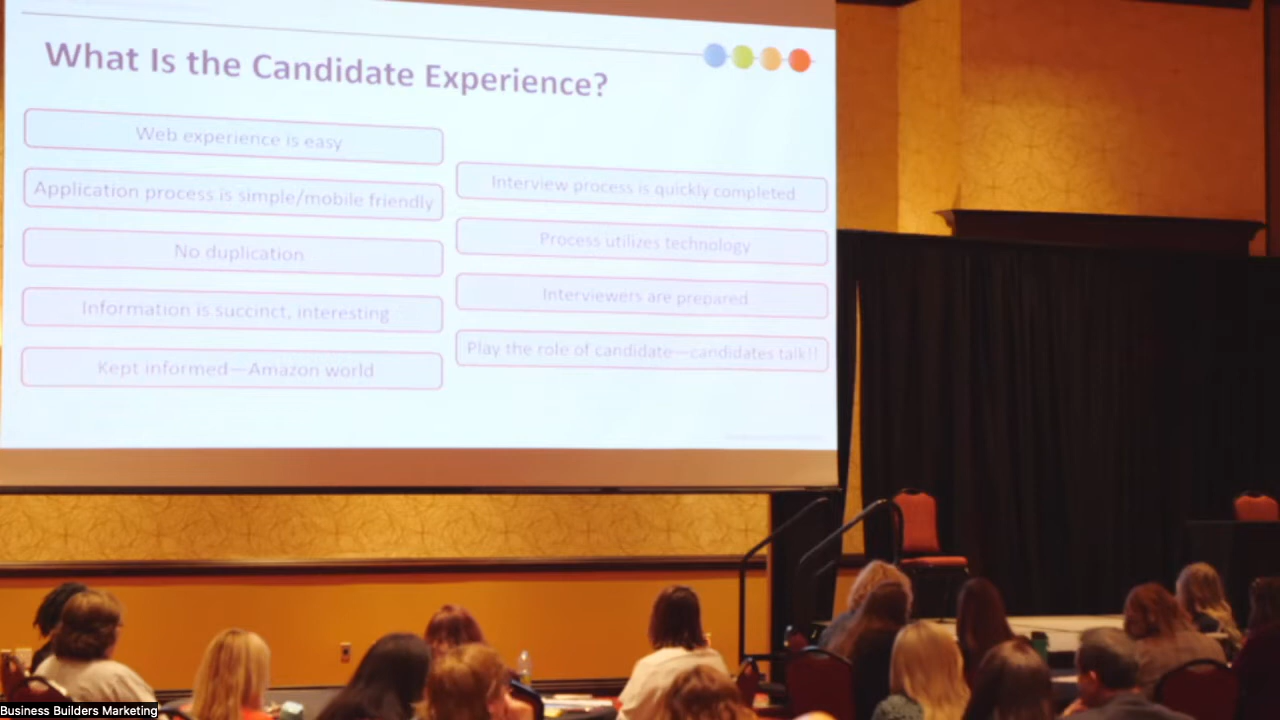 What Is the Candidate Experience?
Web experience is easy
Application process is simple/mobile friendly
No duplication
Information is succinct, interesting
Kept informed—Amazon world
Interview process is quickly completed
Process utilizes technology
Interviewers are prepared
Play the role of candidate—candidates talk!!
Business Builders Marketing